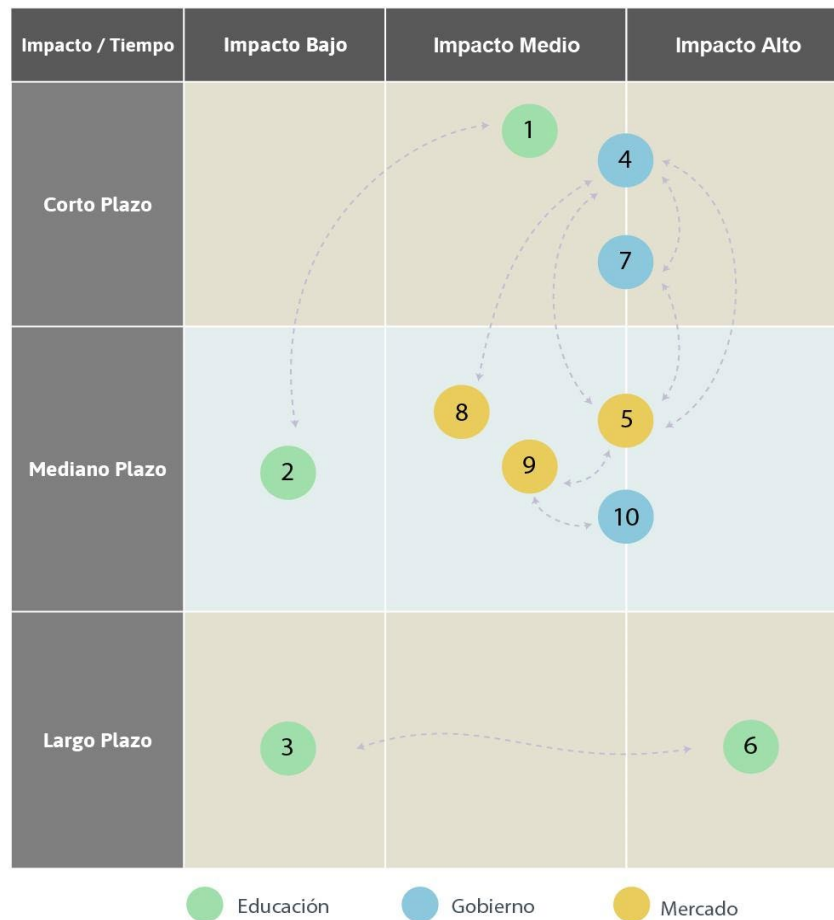 Impacto / Tiempo
Impacto Bajo
Impacto Medio
Impacto Alto
Corto Plazo
1
4
7
Mediano Plazo
8
5
9
2
10
Largo Plazo
3
6
Educación
Gobierno
Mercado